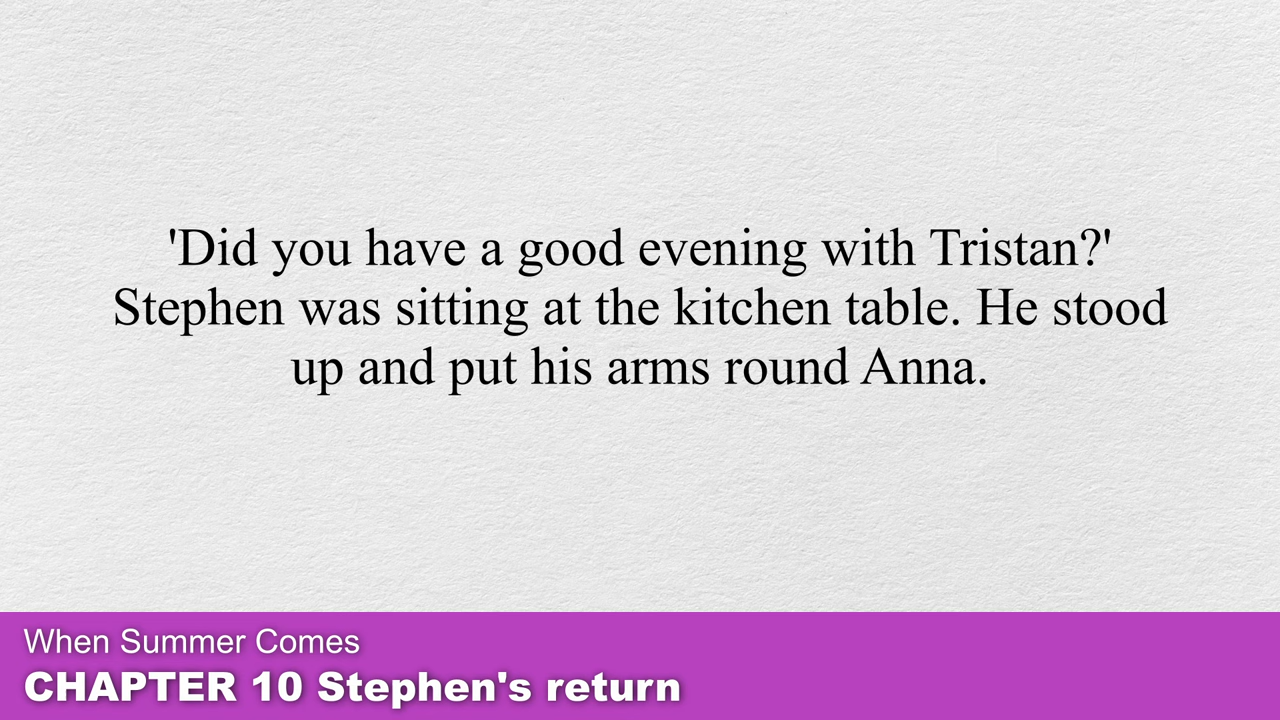 'Did you have a good evening with Tristan?'
Stephen was sitting at the kitchen table. He stood
up and put his arms round Anna.
When Summer Comes
CHAPTER 10 Stephen's return